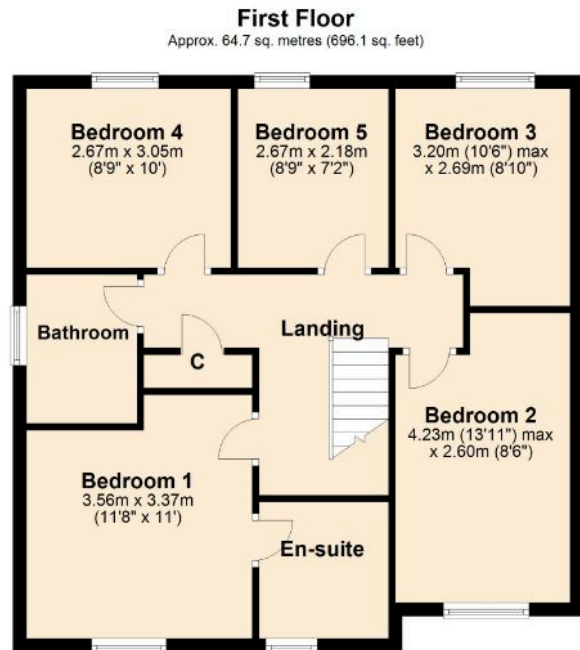 First Floor
Approx. 64.7 sq. metres (696.1 sq. feet)
Bedroom 4
2.67m x 3.05m
(8'9" x 10')
Bedroom 5
2.67m x 2.18m
(8'9" x 7'2")
Bedroom 3
3.20m (10'6") max
x 2.69m (8'10")
Bathroom
Landing
C
Bedroom 2
4.23m (13'11") max
x 2.60m (8'6")
Bedroom 1
3.56m x 3.37m
(11'8" x 11')
En-suite